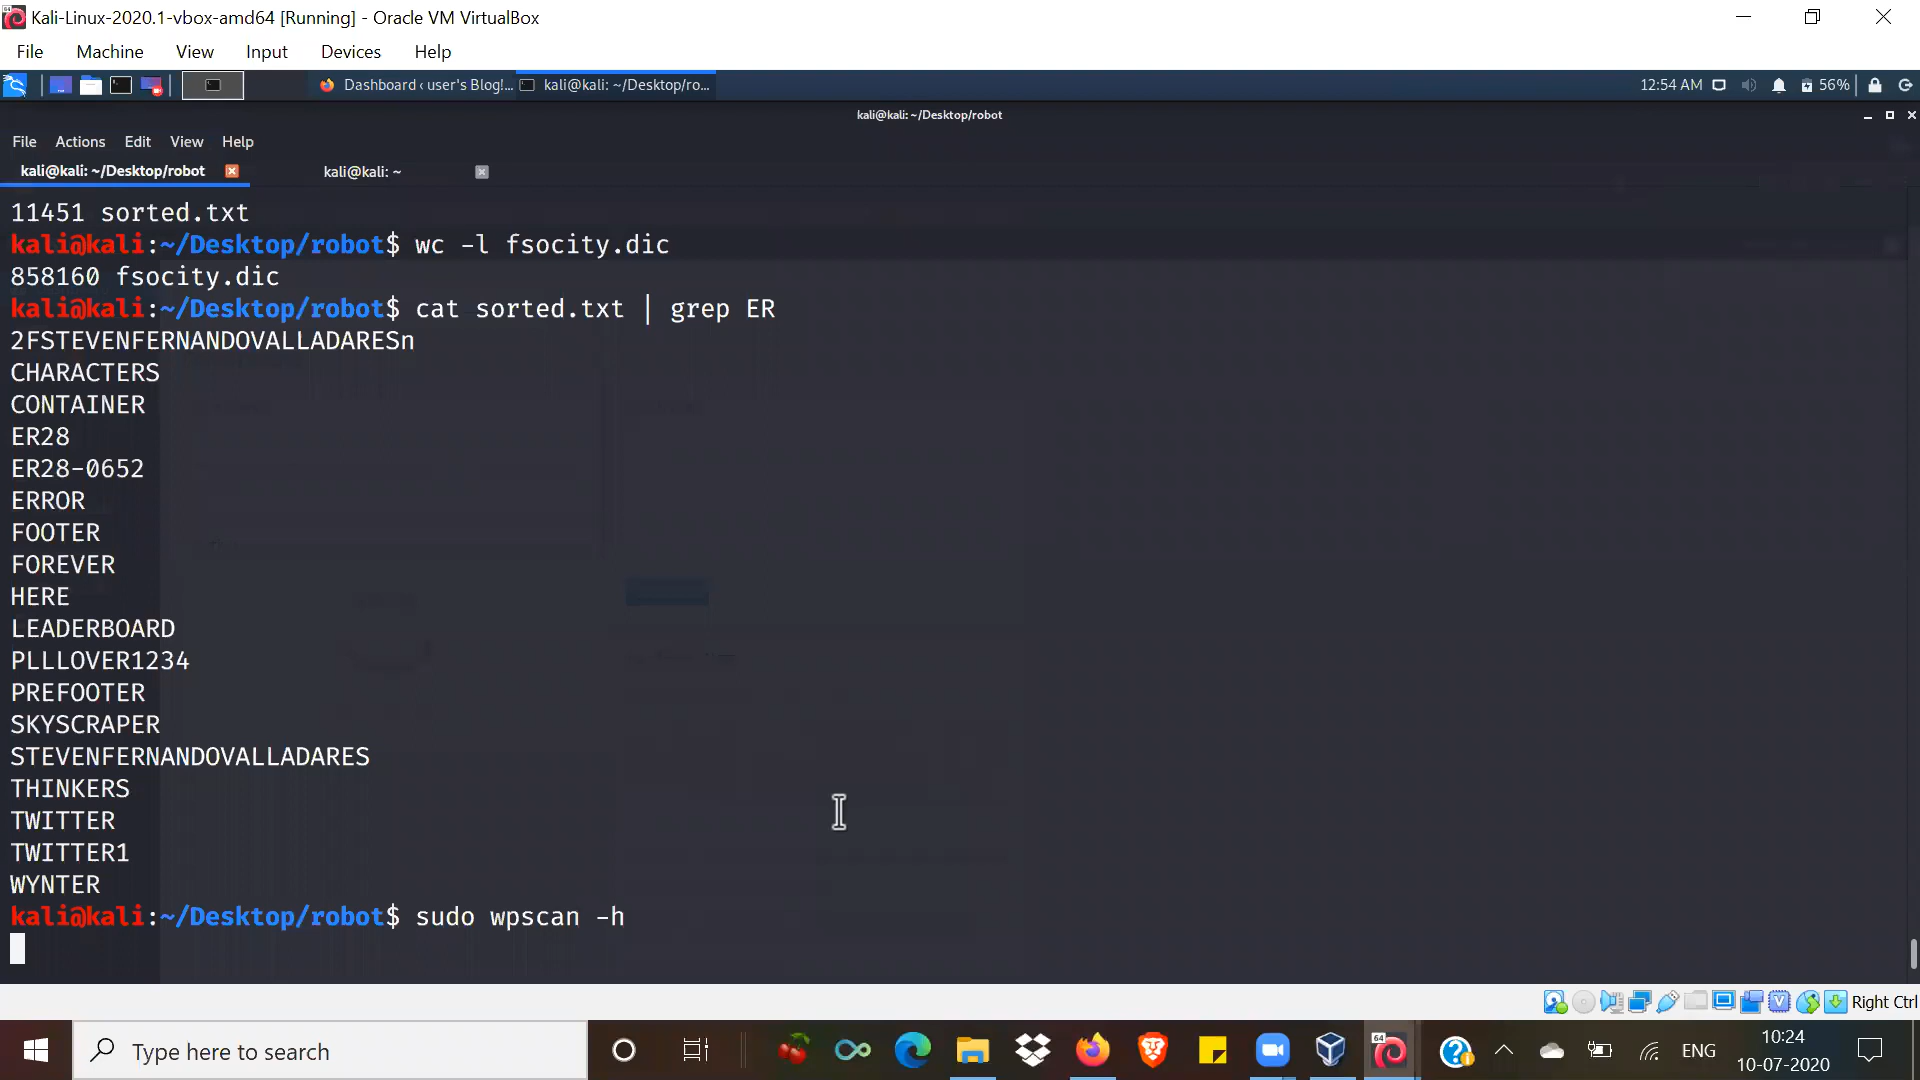 Kali-Linux-2020.1-vbox-amd64 [Running] - Oracle VM VirtualBox
File Machine View Input Devices Help
Dashboard ‹ user's Blog!... kali@kali: ~/Desktop/ro... 12:54 AM 56%
kali@kali: ~/Desktop/robot
File Actions Edit View Help
kali@kali: ~/Desktop/robot kali@kali: ~
11451 sorted.txt
kali@kali:~/Desktop/robot$ wc -l fsocity.dic
858160 fsocity.dic
kali@kali:~/Desktop/robot$ cat sorted.txt | grep ER
2FSTEVENFERNANDOVALLADARESn
CHARACTERS
CONTAINER
ER28
ER28-0652
ERROR
FOOTER
FOREVER
HERE
LEADERBOARD
PLLLOVER1234
PREFOOTER
SKYSCRAPER
STEVENFERNANDOVALLADARES
THINKERS
TWITTER
TWITTER1
WYNTER
kali@kali:~/Desktop/robot$ sudo wpscan -h
Right Ctrl
Type here to search
64
ENG
10:24
10-07-2020